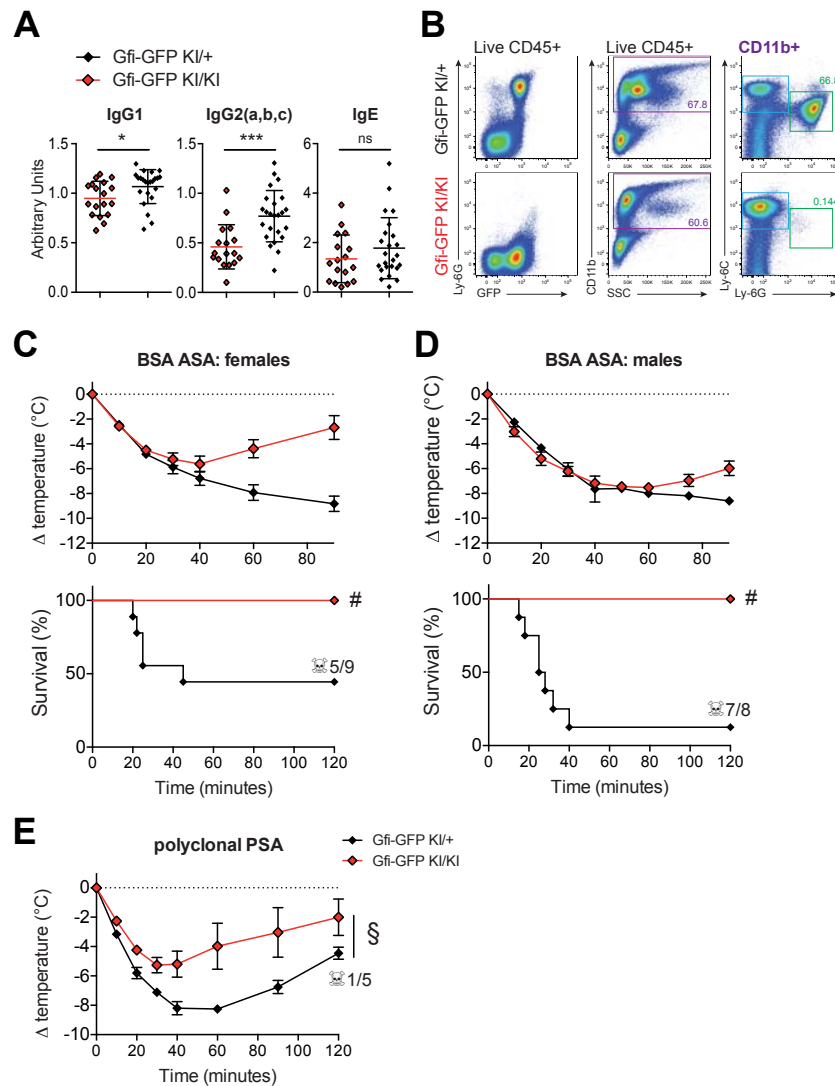 A
Gfi-GFP KI/+
Gfi-GFP KI/KI
IgG1
IgG2(a,b,c)
IgE
*
***
ns
Arbitrary Units
1.5
1.0
0.5
0.0
1.5
1.0
0.5
0.0
6
4
2
0
B
Live CD45+
Live CD45+
CD11b+
Gfi-GFP KI/+
Gfi-GFP KI/KI
67.8
66.8
60.6
0.144
Ly-6G
GFP
CD11b
SSC
Ly-6C
Ly-6G
C
BSA ASA: females
Δ temperature (°C)
0
-2
-4
-6
-8
-10
-12
0 20 40 60 80
Survival (%)
100
50
0
#
☠5/9
0 20 40 60 80 100 120
Time (minutes)
D
BSA ASA: males
Δ temperature (°C)
0
-2
-4
-6
-8
-10
-12
0 20 40 60 80
Survival (%)
100
50
0
#
☠7/8
0 20 40 60 80 100 120
Time (minutes)
E
polyclonal PSA
Gfi-GFP KI/+
Gfi-GFP KI/KI
Δ temperature (°C)
0
-2
-4
-6
-8
-10
§
☠1/5
0 20 40 60 80 100 120
Time (minutes)